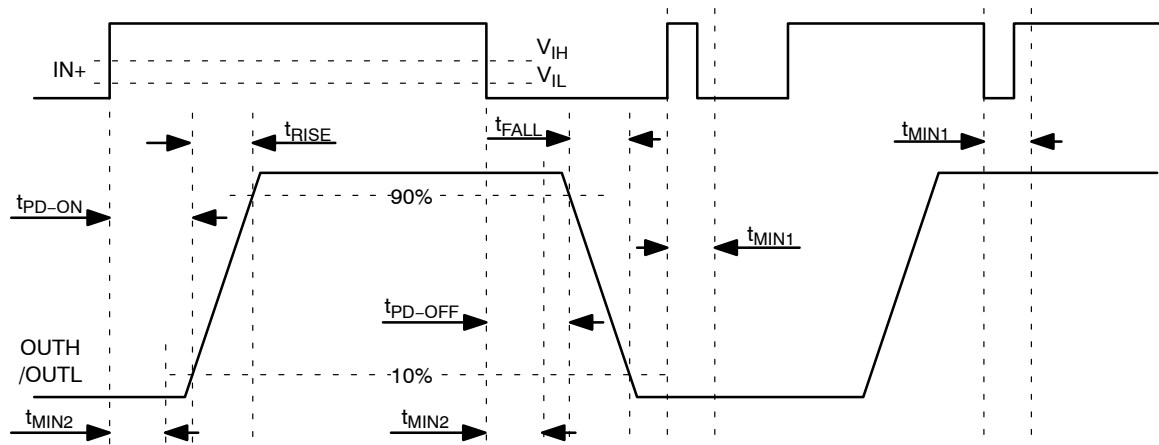 VIH
IN+
VIL
tRISE
tFALL
tMIN1
90%
tPD−ON
tMIN1
tPD−OFF
OUTH
/OUTL
10%
tMIN2
tMIN2